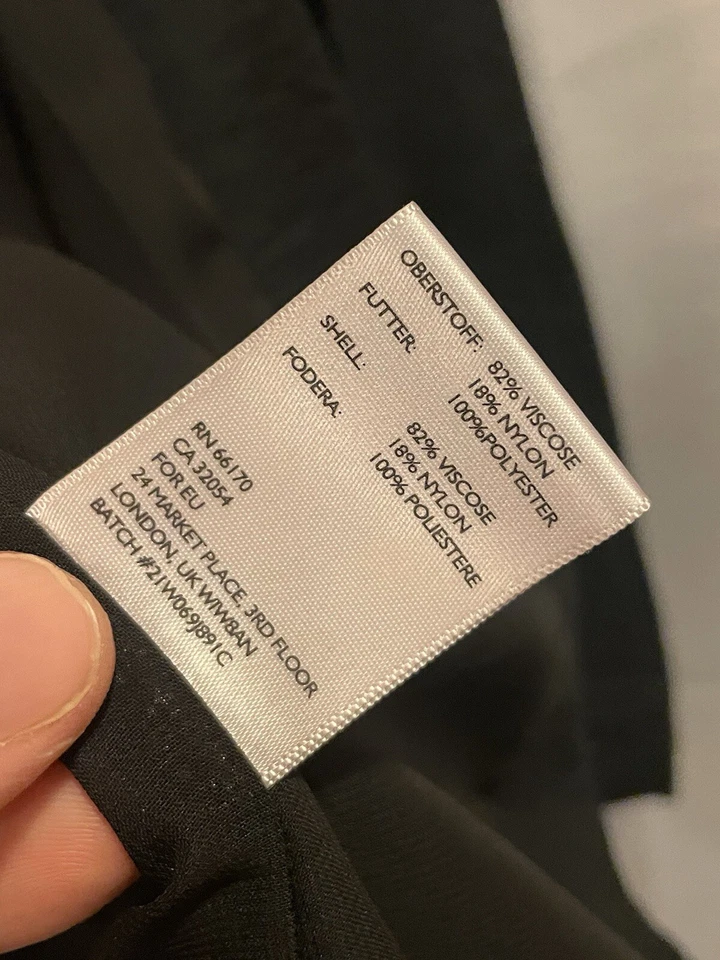 OBERSTOFF: 82% VISCOSE
18% NYLON
FUTTER: 100%POLYESTER
SHELL: 82% VISCOSE
18% NYLON
FODERA: 100% POLIESTERE
RN 66170
CA 32054
FOR EU
24 MARKET PLACE, 3RD FLOOR
LONDON, UK W1W8AN
BATCH #21W069J891C